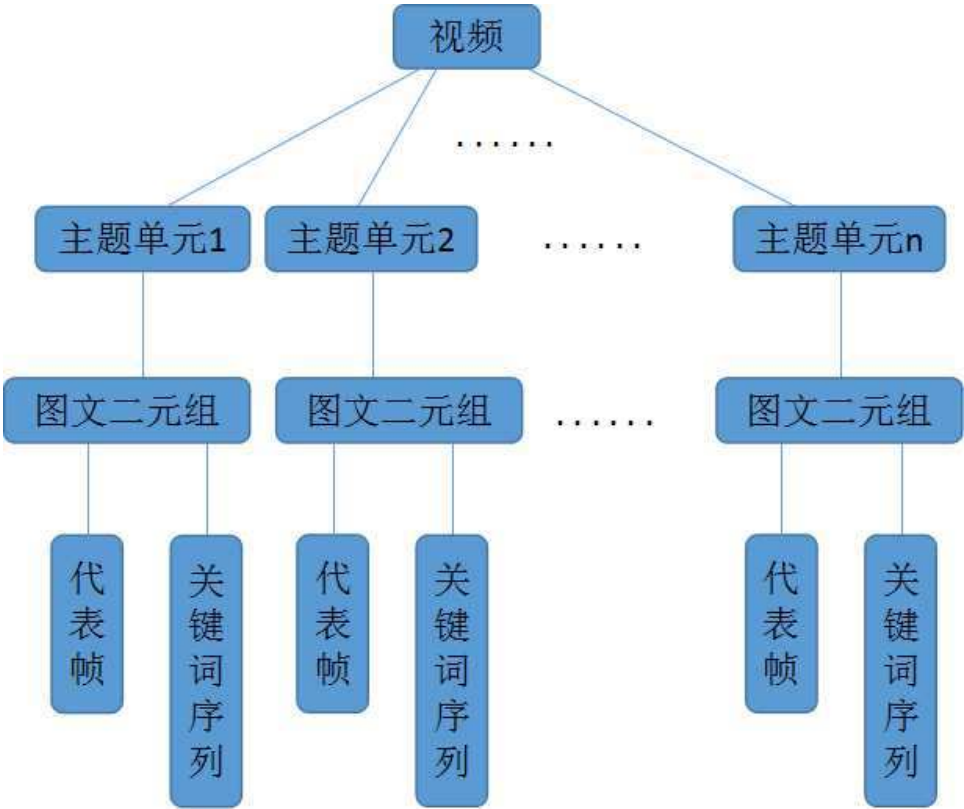 视频
......
主题单元1
主题单元2
......
主题单元n
图文二元组
图文二元组
......
图文二元组
代表帧
关键词序列
代表帧
关键词序列
代表帧
关键词序列